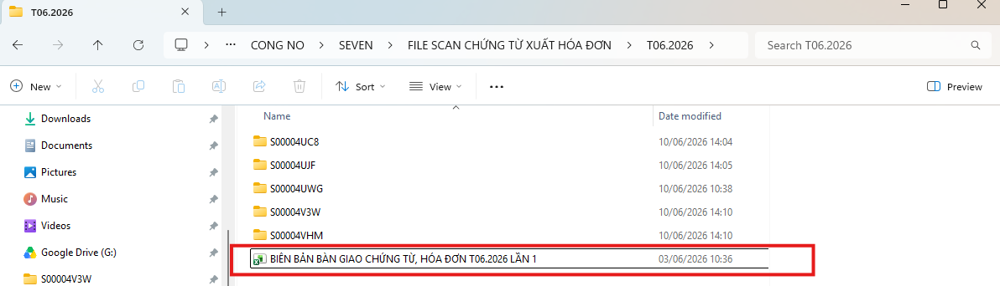 T06.2026
CONG NO > SEVEN > FILE SCAN CHỨNG TỪ XUẤT HÓA ĐƠN > T06.2026 > Search T06.2026
New Sort View ... Preview
Name Date modified
Downloads
Documents
Pictures
Music
Videos
Google Drive (G:)
S00004V3W
S00004UC8 10/06/2026 14:04
S00004UJF 10/06/2026 14:05
S00004UWG 10/06/2026 10:38
S00004V3W 10/06/2026 14:10
S00004VHM 10/06/2026 14:10
BIÊN BẢN BÀN GIAO CHỨNG TỪ, HÓA ĐƠN T06.2026 LẦN 1 03/06/2026 10:36